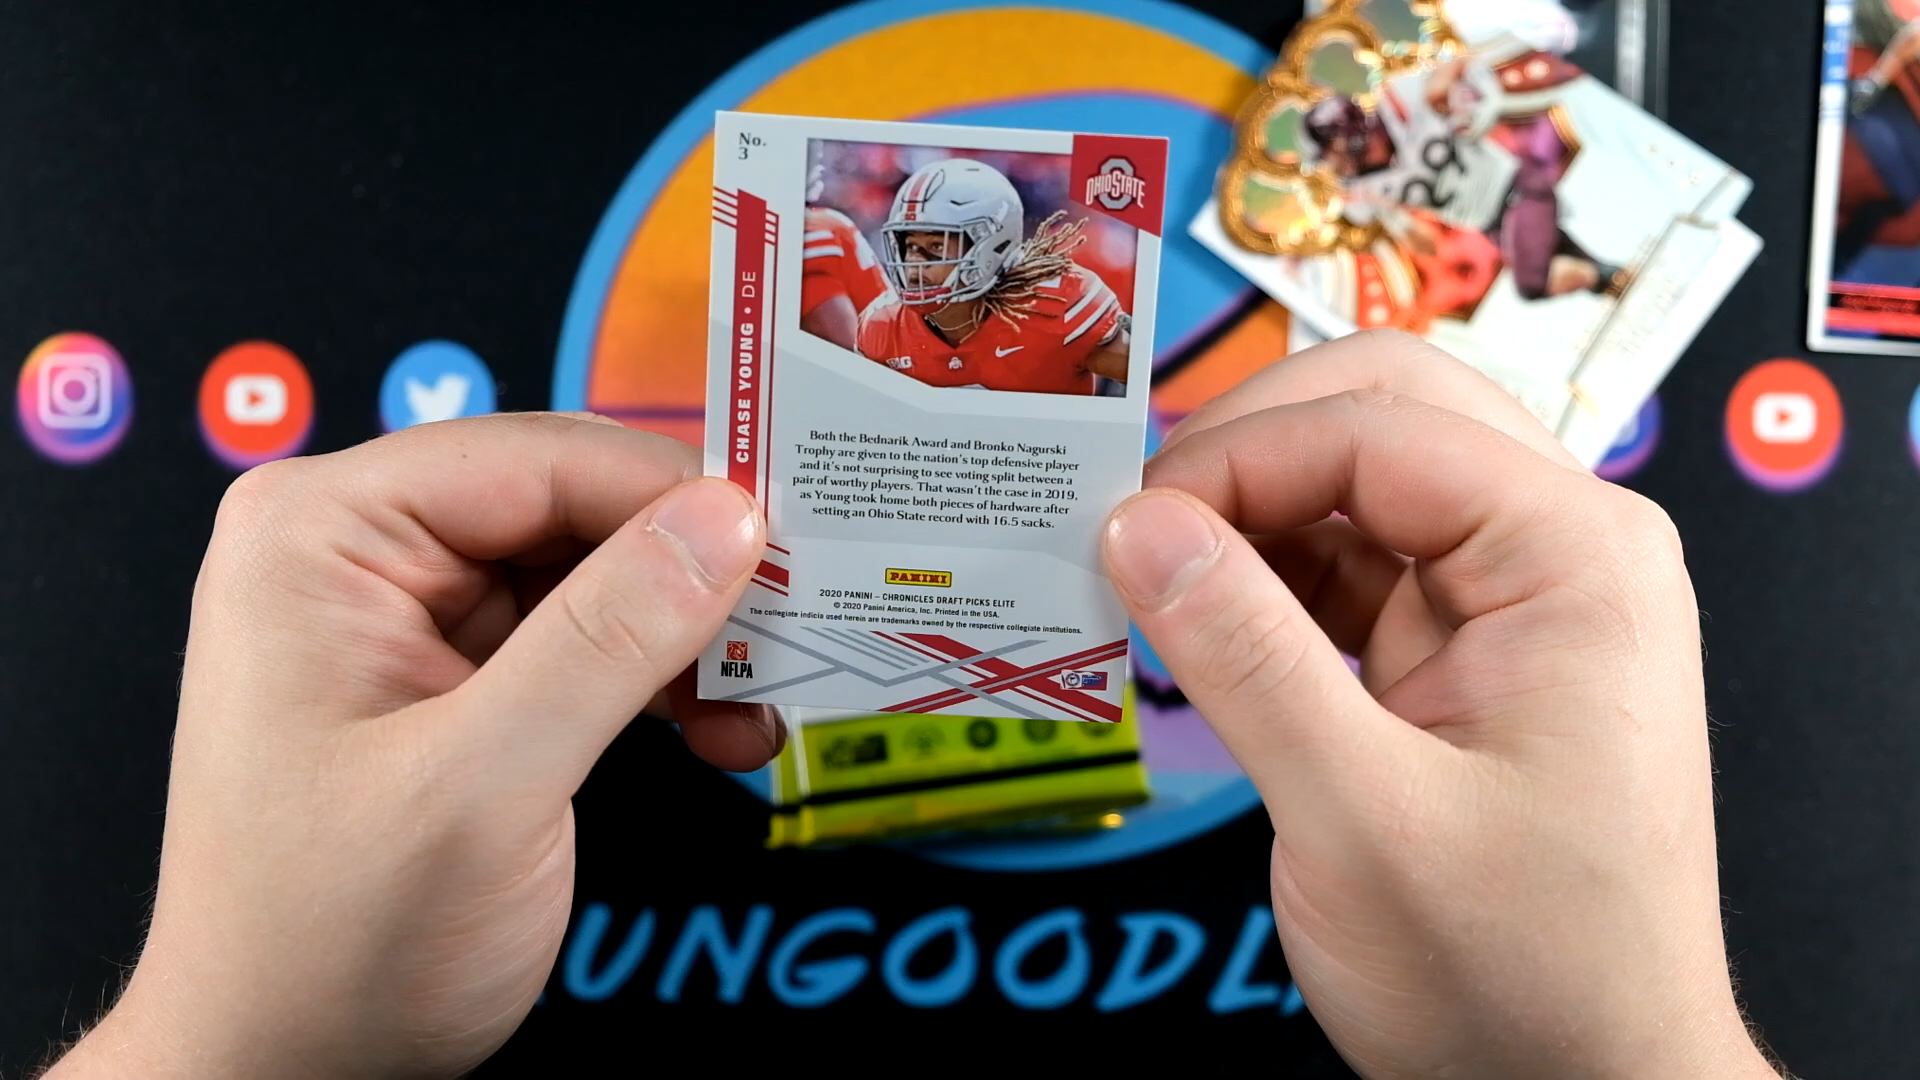 No.
3
OHIO STATE
CHASE YOUNG • DE
Both the Bednarik Award and Bronko Nagurski
Trophy are given to the nation's top defensive player
and it's not surprising to see voting split between a
pair of worthy players. That wasn't the case in 2019,
as Young took home both pieces of hardware after
setting an Ohio State record with 16.5 sacks.
PANINI
2020 PANINI – CHRONICLES DRAFT PICKS ELITE
© 2020 Panini America, Inc. Printed in the USA.
The collegiate indicia used herein are trademarks owned by the respective collegiate institutions.
NFLPA
UNGOODL